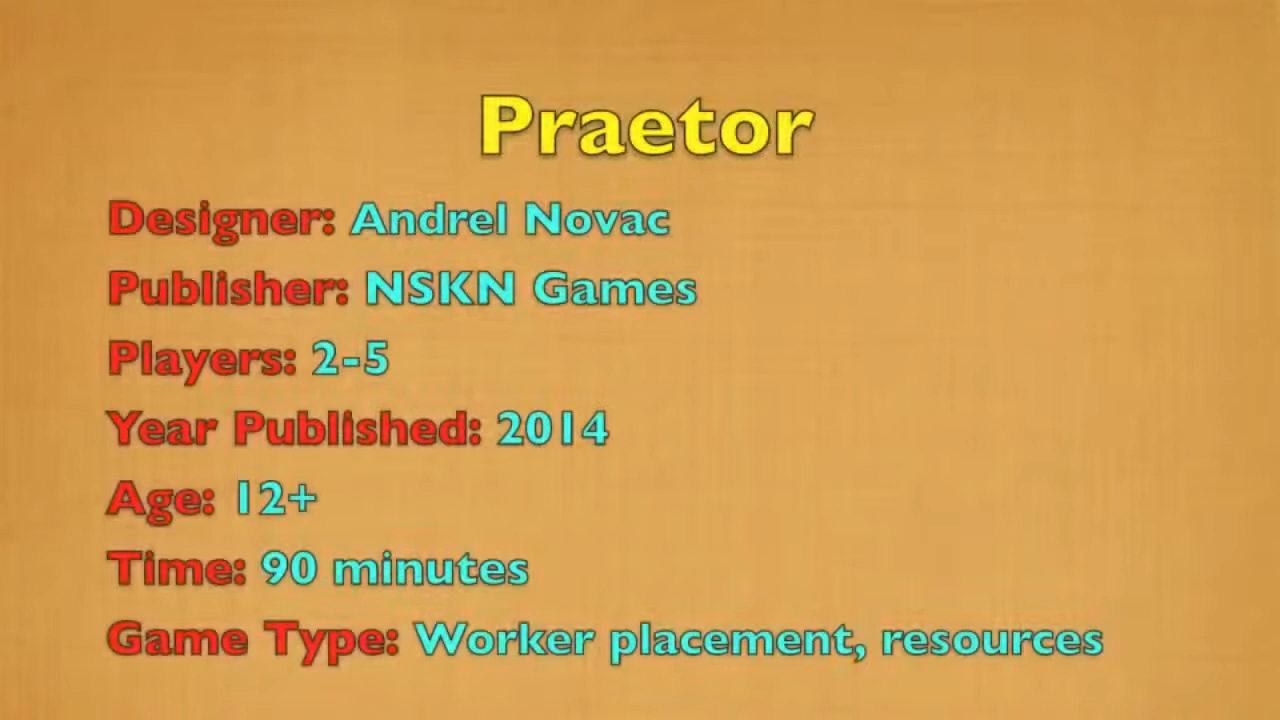 Praetor
Designer: Andrel Novac
Publisher: NSKN Games
Players: 2-5
Year Published: 2014
Age: 12+
Time: 90 minutes
Game Type: Worker placement, resources